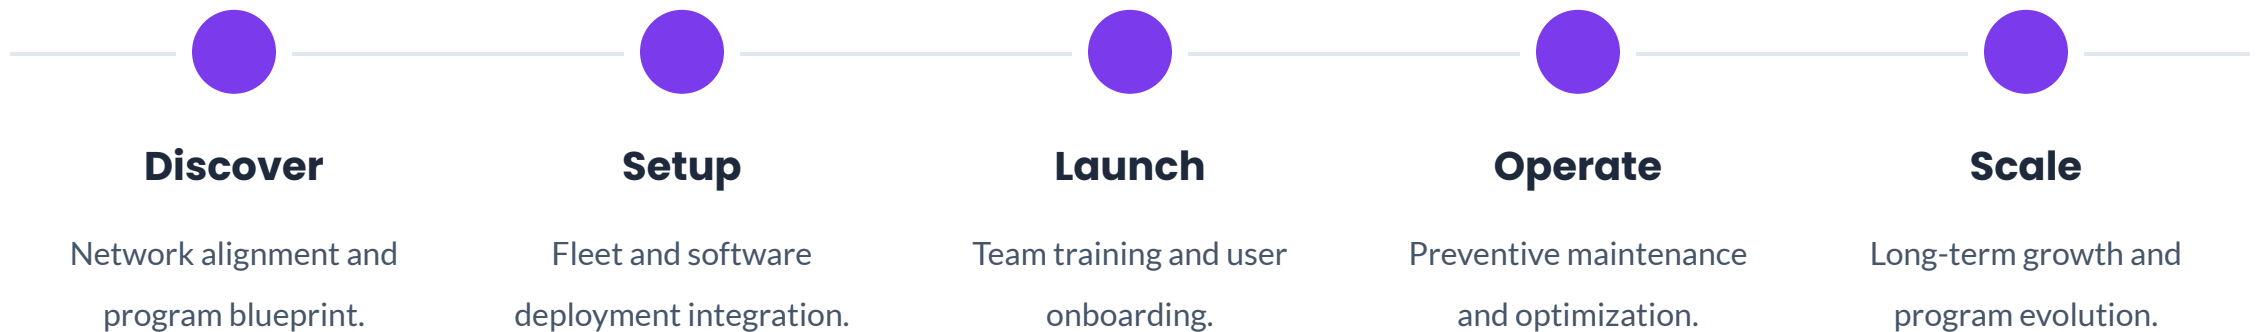 Discover
Network alignment and
program blueprint.
Setup
Fleet and software
deployment integration.
Launch
Team training and user
onboarding.
Operate
Preventive maintenance
and optimization.
Scale
Long-term growth and
program evolution.